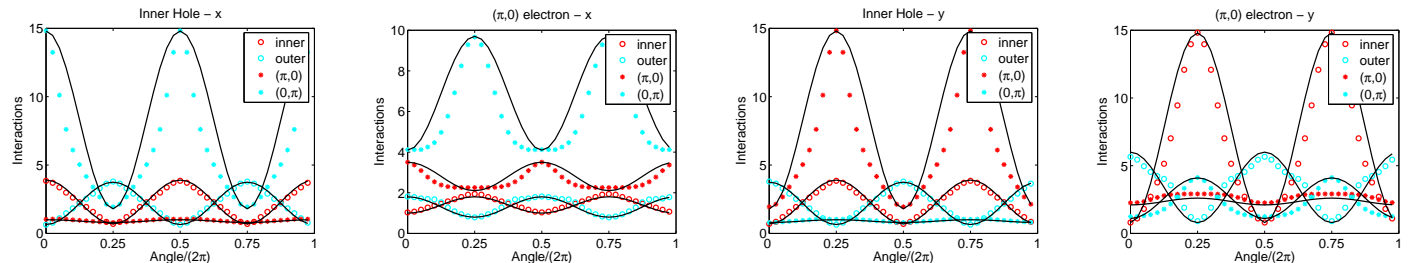 Inner Hole – x
15
10
5
0
Interactions
0
0.25
0.5
0.75
1
Angle/(2π)
inner
outer
(π,0)
(0,π)
(π,0) electron – x
10
8
6
4
2
0
Interactions
0
0.25
0.5
0.75
1
Angle/(2π)
inner
outer
(π,0)
(0,π)
Inner Hole – y
15
10
5
0
Interactions
0
0.25
0.5
0.75
1
Angle/(2π)
inner
outer
(π,0)
(0,π)
(π,0) electron – y
15
10
5
0
Interactions
0
0.25
0.5
0.75
1
Angle/(2π)
inner
outer
(π,0)
(0,π)